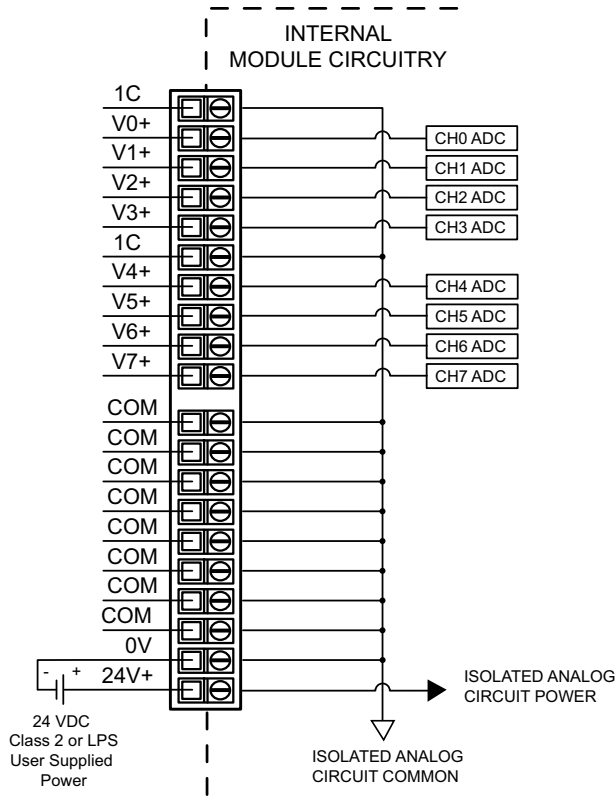 INTERNAL
MODULE CIRCUITRY
1C
V0+
CH0 ADC
V1+
CH1 ADC
V2+
CH2 ADC
V3+
CH3 ADC
1C
V4+
CH4 ADC
V5+
CH5 ADC
V6+
CH6 ADC
V7+
CH7 ADC
COM
COM
COM
COM
COM
COM
COM
COM
0V
- +
24V+
ISOLATED ANALOG
CIRCUIT POWER
24 VDC
Class 2 or LPS
User Supplied
Power
ISOLATED ANALOG
CIRCUIT COMMON